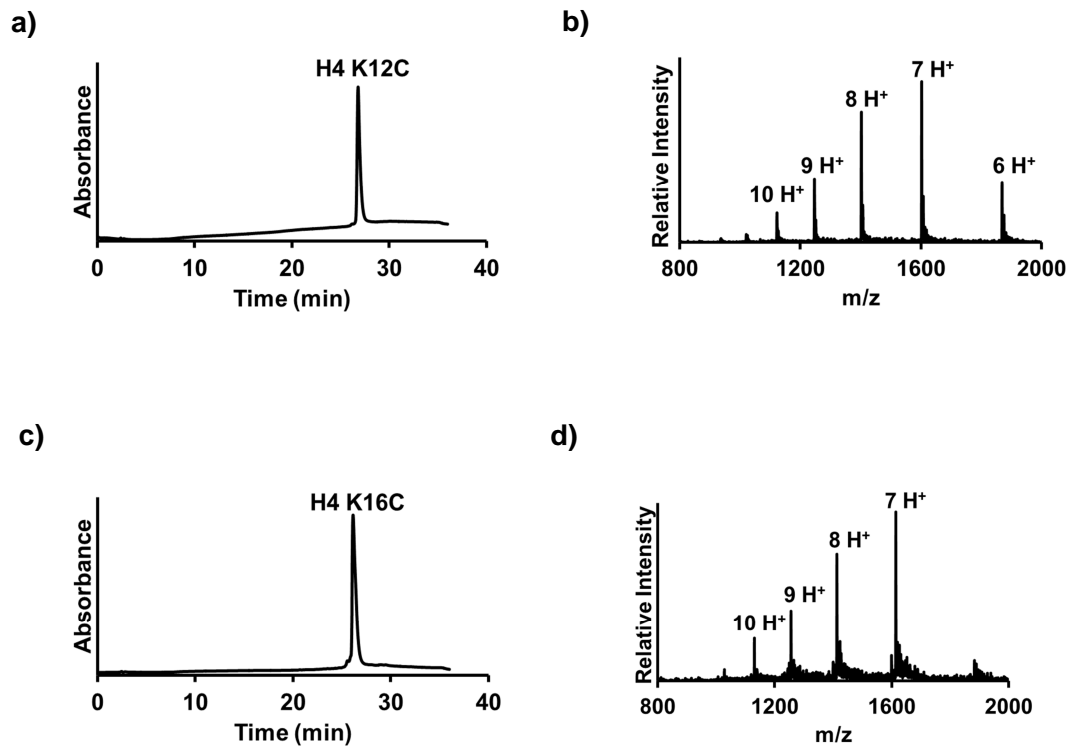 a)
H4 K12C
Absorbance
0 10 20 30 40
Time (min)
b)
7 H⁺
8 H⁺
9 H⁺
6 H⁺
10 H⁺
Relative Intensity
800 1200 1600 2000
m/z
c)
H4 K16C
Absorbance
0 10 20 30 40
Time (min)
d)
7 H⁺
8 H⁺
9 H⁺
10 H⁺
Relative Intensity
800 1200 1600 2000
m/z